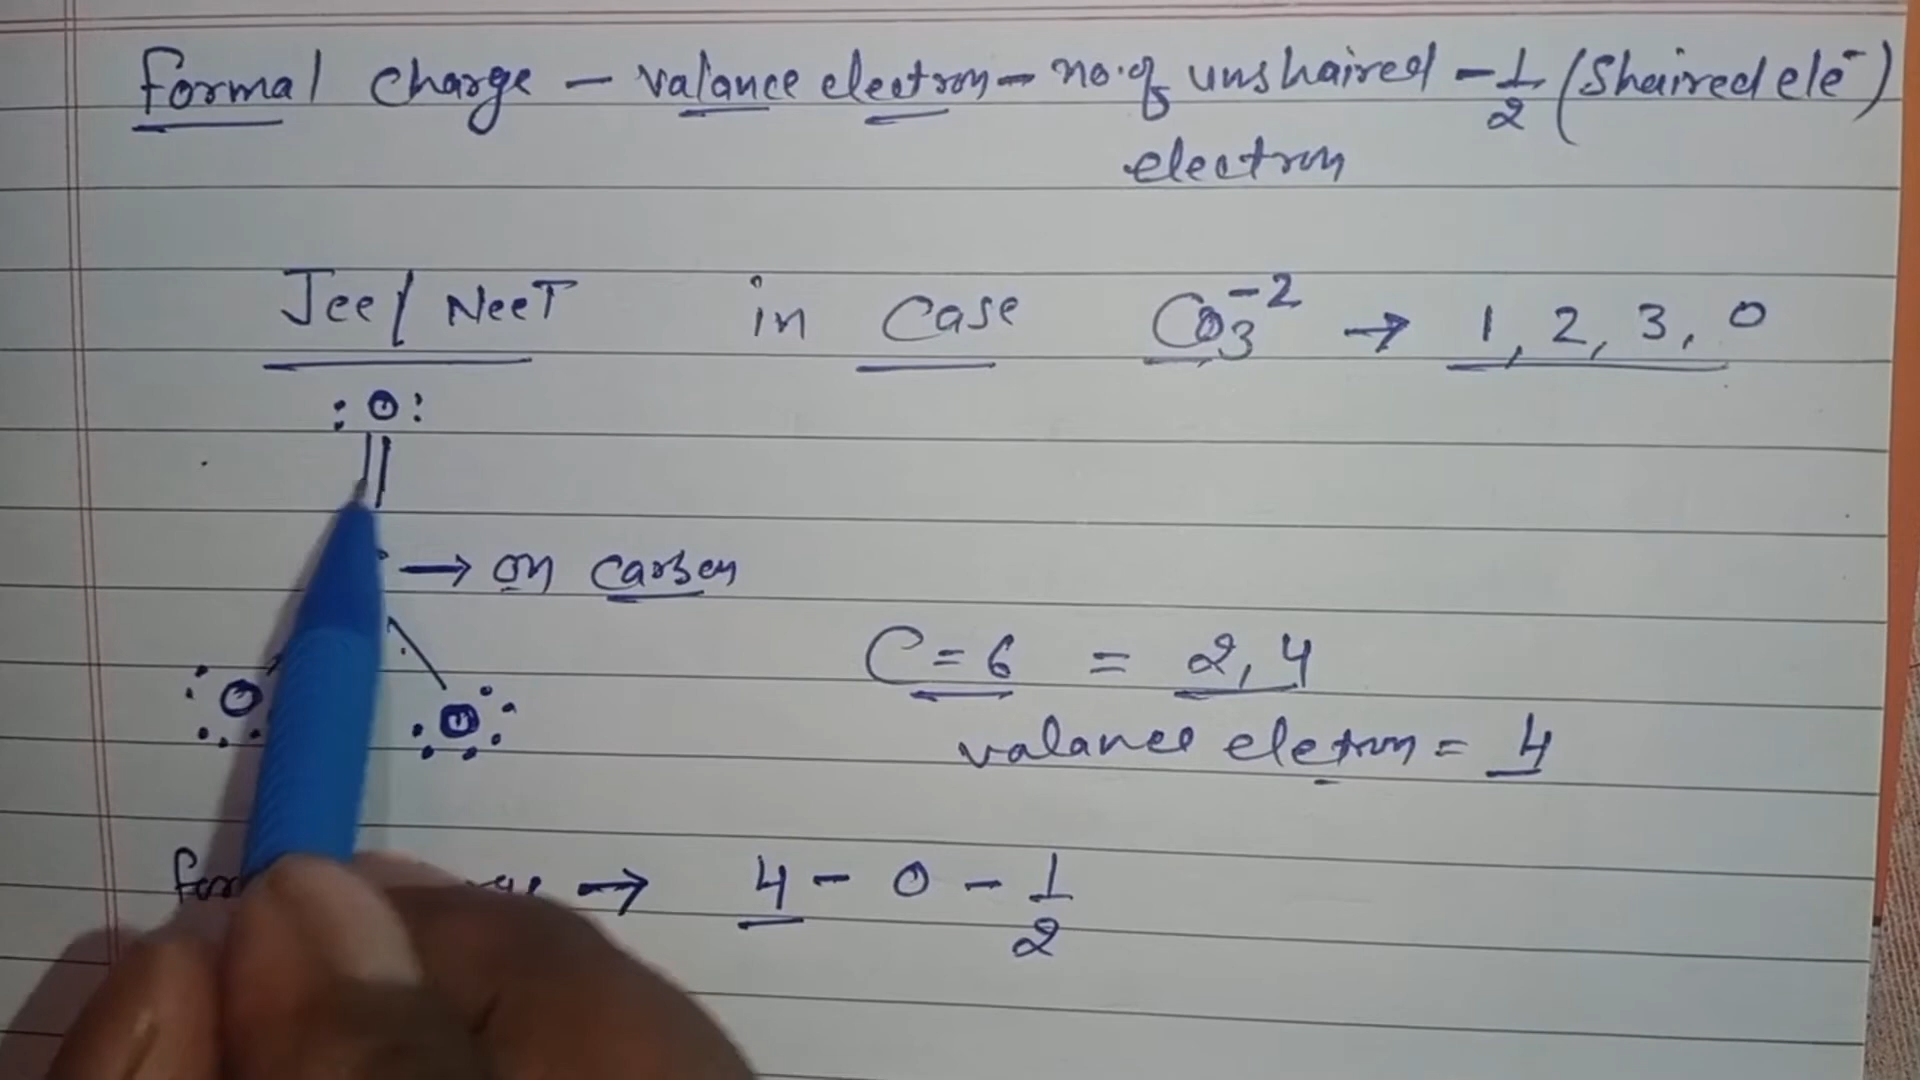 Formal Charge - valance electron - no. of unshaired - 1/2 (Shaired ele⁻)
electron
Jee/NeeT in Case CO₃⁻² → 1, 2, 3, 0
:O:
→ on Carben
O O
C = 6 = 2, 4
valance eletron = 4
→ 4 - 0 - 1/2